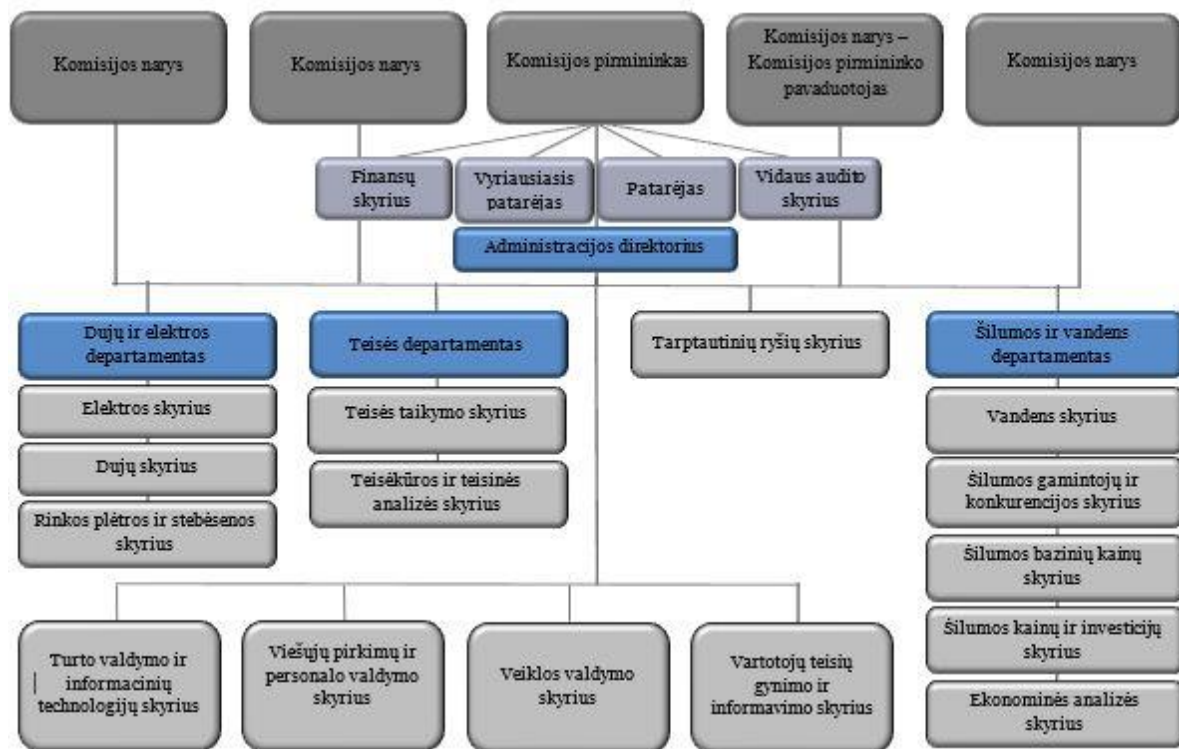 Komisijos narys
Komisijos narys
Komisijos pirmininkas
Komisijos narys –
Komisijos pirmininko
pavaduotojas
Komisijos narys
Finansų
skyrius
Vyriausiasis
patarėjas
Patarėjas
Vidaus audito
skyrius
Administracijos direktorius
Dujų ir elektros
departamentas
Teisės departamentas
Tarptautinių ryšių skyrius
Šilumos ir vandens
departamentas
Elektros skyrius
Dujų skyrius
Rinkos plėtros ir stebėsenos
skyrius
Teisės taikymo skyrius
Teisėkūros ir teisinės
analizės skyrius
Vandens skyrius
Šilumos gamintojų ir
konkurencijos skyrius
Šilumos bazinių kainų
skyrius
Šilumos kainų ir investicijų
skyrius
Ekonominės analizės
skyrius
Turto valdymo ir
informacinių
technologijų skyrius
Viešųjų pirkimų ir
personalo valdymo
skyrius
Veiklos valdymo
skyrius
Vartotojų teisių
gynimo ir
informavimo skyrius